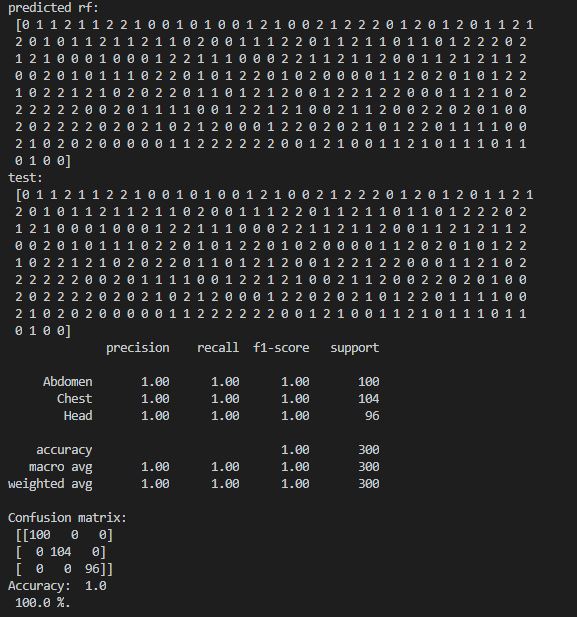 predicted rf:
[0 1 1 2 1 1 2 2 1 0 0 1 0 1 0 0 1 2 1 0 0 2 1 2 2 2 0 1 2 0 1 2 0 1 1 2 1
2 0 1 0 1 1 2 1 1 2 1 1 0 2 0 0 1 1 1 2 2 0 1 1 2 1 1 0 1 1 0 1 2 2 2 0 2
1 2 1 0 0 0 1 0 0 0 1 2 2 1 1 1 1 0 0 0 2 2 1 1 1 2 0 0 1 1 2 1 2 1 1 2
0 0 2 0 1 0 1 1 1 0 2 2 0 1 0 1 1 2 2 0 1 0 2 0 0 0 0 1 1 2 0 2 0 1 0 1 2 2
1 0 2 2 1 2 1 0 2 0 2 2 0 1 1 0 1 2 1 2 0 0 1 2 2 1 2 2 0 0 0 1 1 2 1 0 2
2 2 2 2 2 0 0 2 0 1 1 1 1 0 0 1 2 2 1 2 1 0 0 2 1 1 2 0 0 2 2 0 2 0 1 0 0
2 0 2 2 2 2 0 2 0 2 1 0 2 1 2 0 0 0 1 2 2 0 2 0 2 1 0 1 2 2 0 1 1 1 1 0 0
2 1 0 2 0 2 0 0 0 0 0 1 1 2 2 2 2 2 2 0 0 1 2 1 0 0 1 1 2 1 0 1 1 1 0 1 1
0 1 0 0]
test:
[0 1 1 2 1 1 2 2 1 0 0 1 0 1 0 0 1 2 1 0 0 2 1 2 2 2 0 1 2 0 1 2 0 1 1 2 1
2 0 1 0 1 1 2 1 1 2 1 1 0 2 0 0 1 1 1 2 2 0 1 1 2 1 1 0 1 1 0 1 2 2 2 0 2
1 2 1 0 0 0 1 0 0 0 1 2 2 1 1 1 1 0 0 0 2 2 1 1 1 2 0 0 1 1 2 1 2 1 1 2
0 0 2 0 1 0 1 1 1 0 2 2 0 1 0 1 1 2 2 0 1 0 2 0 0 0 0 1 1 2 0 2 0 1 0 1 2 2
1 0 2 2 1 2 1 0 2 0 2 2 0 1 1 0 1 2 1 2 0 0 1 2 2 1 2 2 0 0 0 1 1 2 1 0 2
2 2 2 2 2 0 0 2 0 1 1 1 1 0 0 1 2 2 1 2 1 0 0 2 1 1 2 0 0 2 2 0 2 0 1 0 0
2 0 2 2 2 2 0 2 0 2 1 0 2 1 2 0 0 0 1 2 2 0 2 0 2 1 0 1 2 2 0 1 1 1 1 0 0
2 1 0 2 0 2 0 0 0 0 0 1 1 2 2 2 2 2 2 0 0 1 2 1 0 0 1 1 2 1 0 1 1 1 0 1 1
0 1 0 0]
precision recall f1-score support
Abdomen 1.00 1.00 1.00 100
Chest 1.00 1.00 1.00 104
Head 1.00 1.00 1.00 96
accuracy 1.00 300
macro avg 1.00 1.00 1.00 300
weighted avg 1.00 1.00 1.00 300
Confusion matrix:
[[100 0 0]
[ 0 104 0]
[ 0 0 96]]
Accuracy: 1.0
100.0 %.